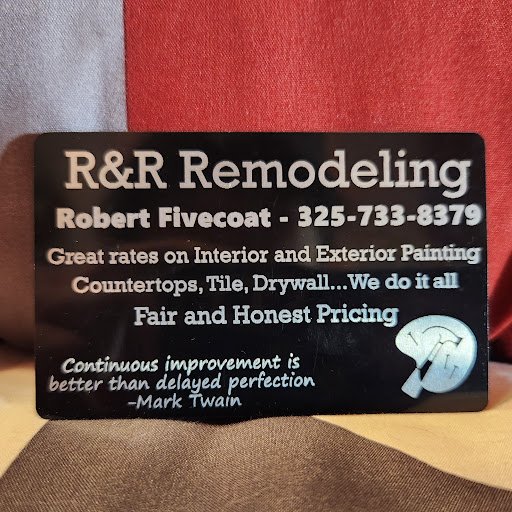 R&R Remodeling
Robert Fivecoat - 325-733-8379
Great rates on Interior and Exterior Painting
Countertops, Tile, Drywall...We do it all
Fair and Honest Pricing
Continuous improvement is
better than delayed perfection
-Mark Twain